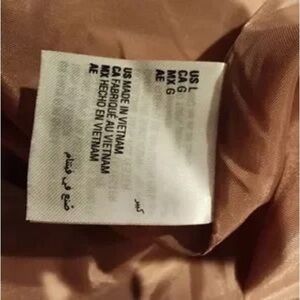 US L
CA G
MX G
AE
كبير
US MADE IN VIETNAM
CA FABRIQUÉ AU VIETNAM
MX HECHO EN VIETNAM
AE
صنع في فيتنام